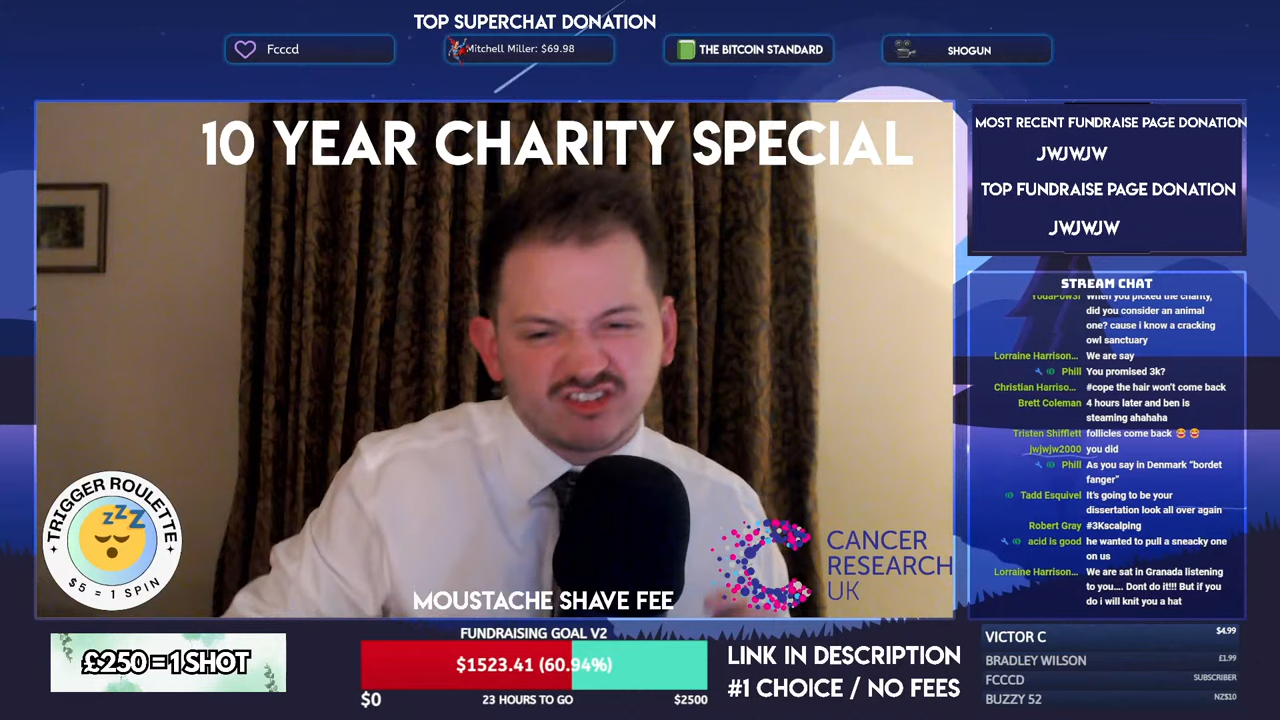 TOP SUPERCHAT DONATION
Fcccd
Mitchell Miller: $69.98
THE BITCOIN STANDARD
SHOGUN
10 YEAR CHARITY SPECIAL
MOST RECENT FUNDRAISE PAGE DONATION
JWJWJW
TOP FUNDRAISE PAGE DONATION
JWJWJW
STREAM CHAT
When you picked the charity,
did you consider an animal
one? cause i know a cracking
owl sanctuary
Lorraine Harrison... We are say
Phill You promised 3k?
Christian Harriso... #cope the hair won't come back
Brett Coleman 4 hours later and ben is
steaming ahahaha
Tristen Shifflett follicles come back 🥰 🥰
jwjwjw2000 you did
Phill As you say in Denmark "bordet
fanger"
Tadd Esquivel It's going to be your
dissertation look all over again
Robert Gray #3Kscalping
acid is good he wanted to pull a sneacky one
on us
Lorraine Harrison... We are sat in Granada listening
to you.... Dont do it!!! But if you
do i will knit you a hat
TRIGGER ROULETTE
zzz
$5 = 1 SPIN
CANCER
RESEARCH
UK
MOUSTACHE SHAVE FEE
£250 = 1 SHOT
FUNDRAISING GOAL V2
$1523.41 (60.94%)
$0
23 HOURS TO GO
$2500
LINK IN DESCRIPTION
#1 CHOICE / NO FEES
VICTOR C $4.99
BRADLEY WILSON £1.99
FCCCD SUBSCRIBER
BUZZY 52 NZ$10